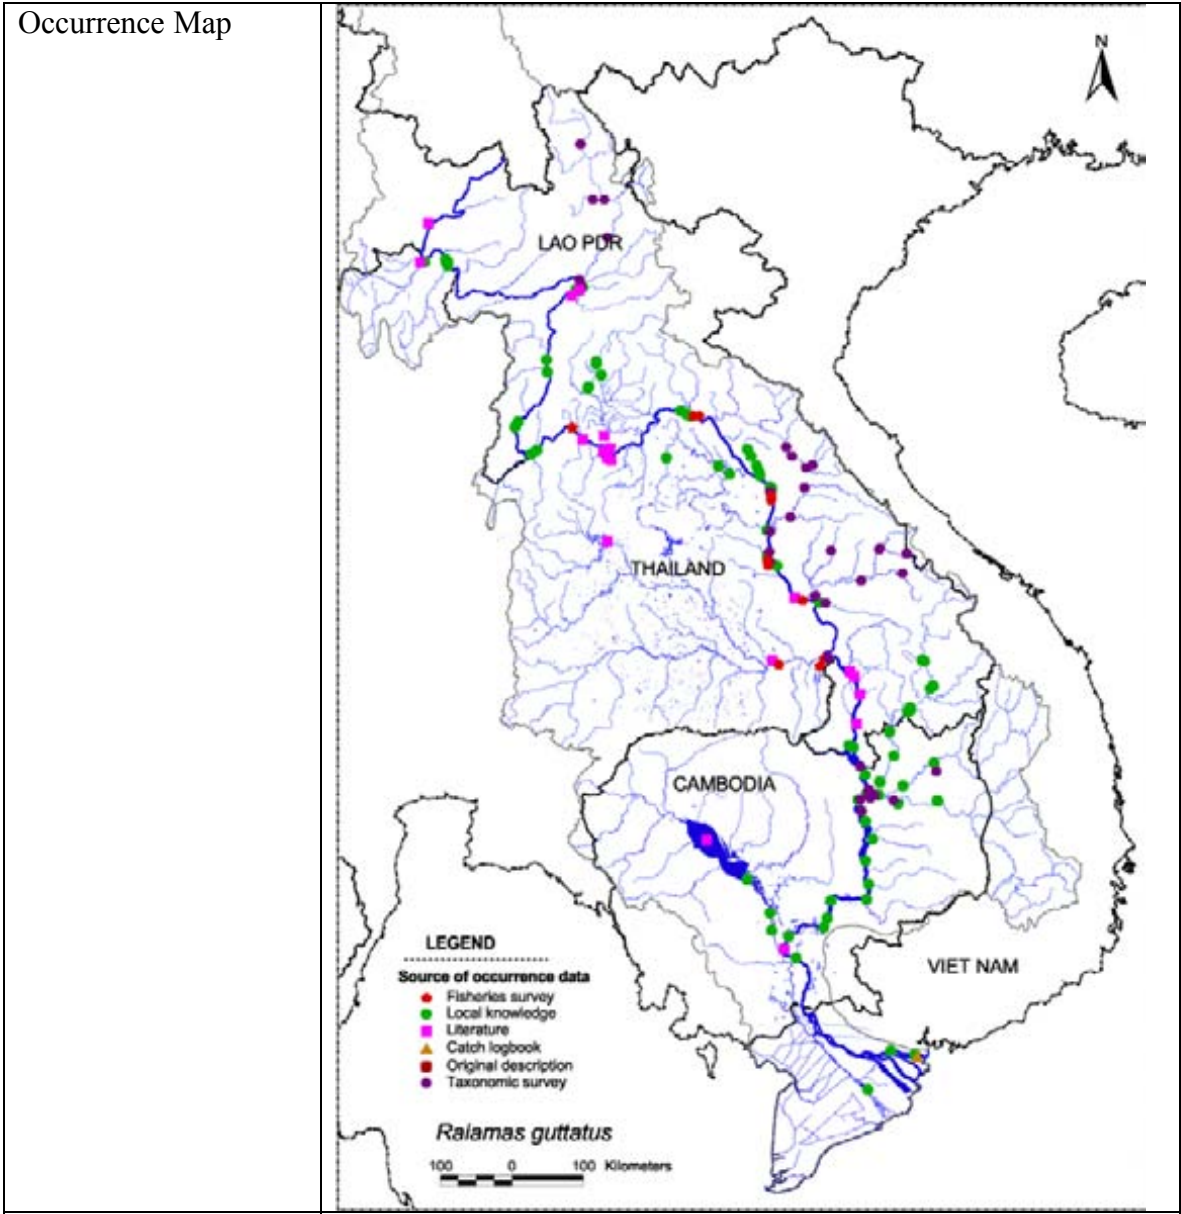 Occurrence Map
N
LAO PDR
THAILAND
CAMBODIA
VIET NAM
LEGEND
Source of occurrence data
Fisheries survey
Local knowledge
Literature
Catch logbook
Original description
Taxonomic survey
Raiamas guttatus
100 0 100 Kilometers